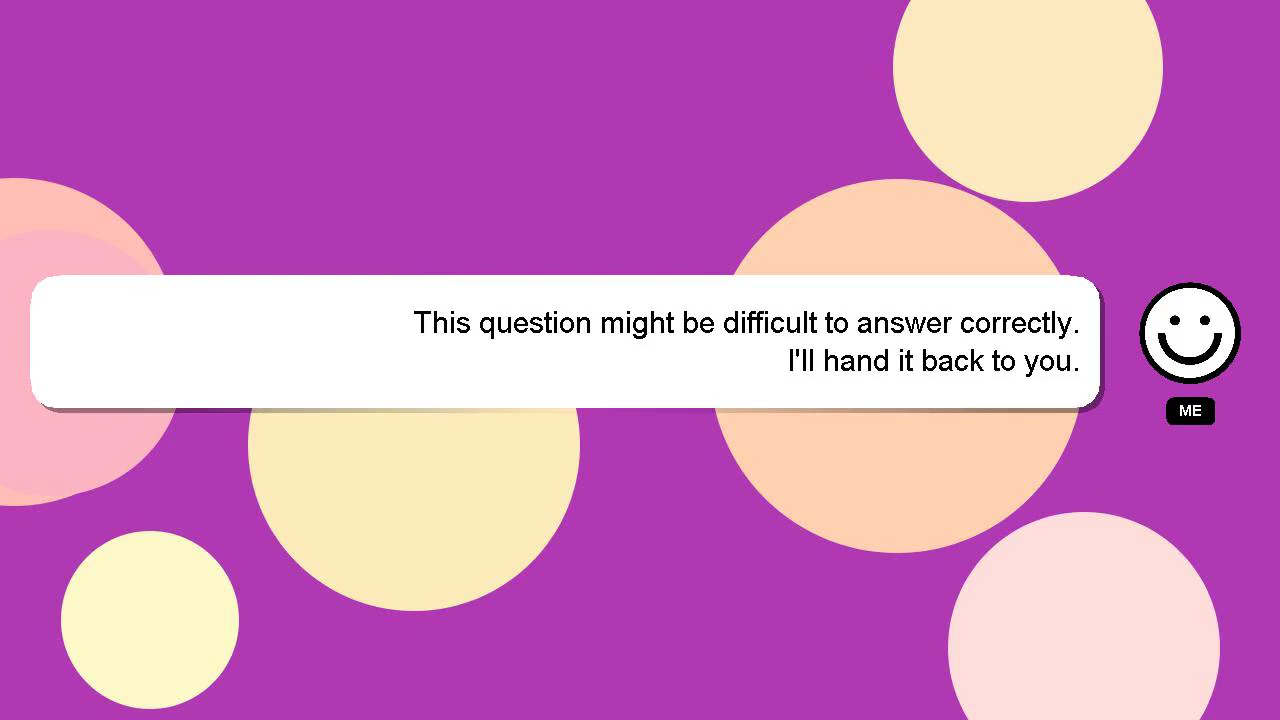 This question might be difficult to answer correctly.
I'll hand it back to you.
ME